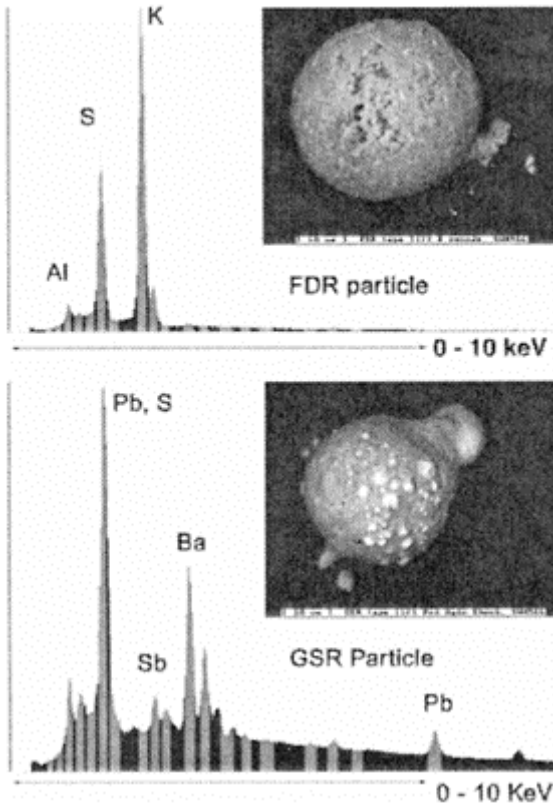 K
S
Al
FDR particle
0 - 10 keV
Pb, S
Ba
Sb
GSR Particle
Pb
0 - 10 KeV